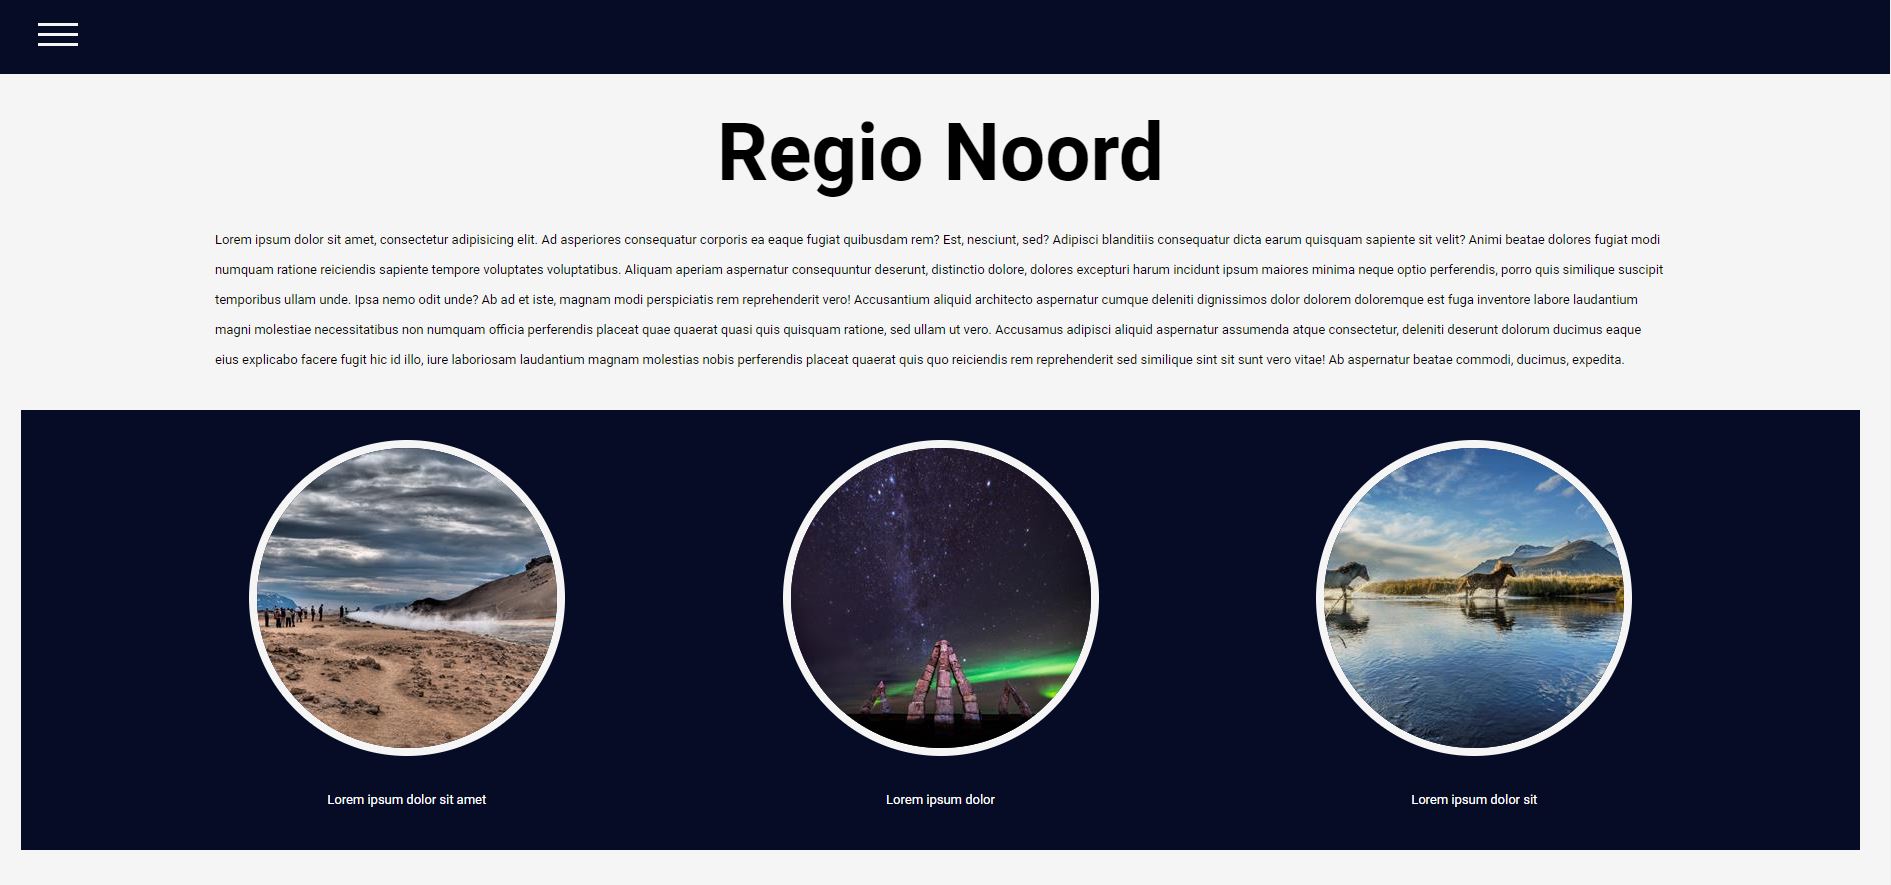 Regio Noord
Lorem ipsum dolor sit amet, consectetur adipisicing elit. Ad asperiores consequatur corporis ea eaque fugiat quibusdam rem? Est, nesciunt, sed? Adipisci blanditiis consequatur dicta earum quisquam sapiente sit velit? Animi beatae dolores fugiat modi
numquam ratione reiciendis sapiente tempore voluptates voluptatibus. Aliquam aperiam aspernatur consequuntur deserunt, distinctio dolore, dolores excepturi harum incidunt ipsum maiores minima neque optio perferendis, porro quis similique suscipit
temporibus ullam unde. Ipsa nemo odit unde? Ab ad et iste, magnam modi perspiciatis rem reprehenderit vero! Accusantium aliquid architecto aspernatur cumque deleniti dignissimos dolor dolorem doloremque est fuga inventore labore laudantium
magni molestiae necessitatibus non numquam officia perferendis placeat quae quaerat quasi quis quisquam ratione, sed ullam ut vero. Accusamus adipisci aliquid aspernatur assumenda atque consectetur, deleniti deserunt dolorum ducimus eaque
eius explicabo facere fugit hic id illo, iure laboriosam laudantium magnam molestias nobis perferendis placeat quaerat quis quo reiciendis rem reprehenderit sed similique sint sit sunt vero vitae! Ab aspernatur beatae commodi, ducimus, expedita.
Lorem ipsum dolor sit amet
Lorem ipsum dolor
Lorem ipsum dolor sit